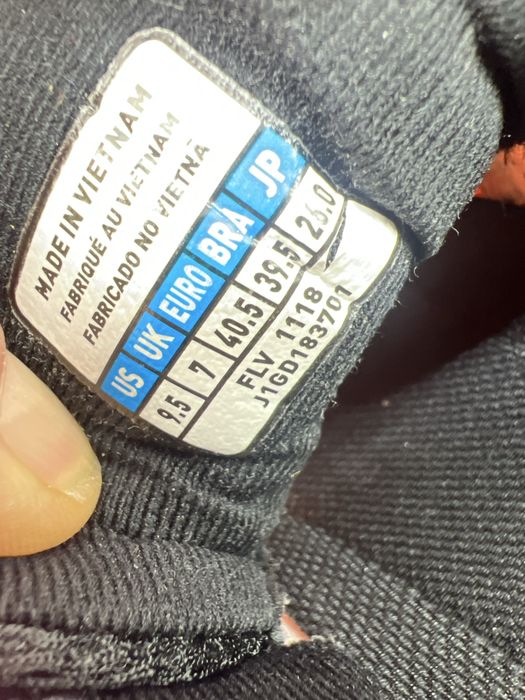 MADE IN VIETNAM
FABRIQUÉ AU VIETNAM
FABRICADO NO VIETNÃ
US UK EURO BRA JP
9.5 7 40.5 39.5 26.0
FLV 1118
J1GD183701